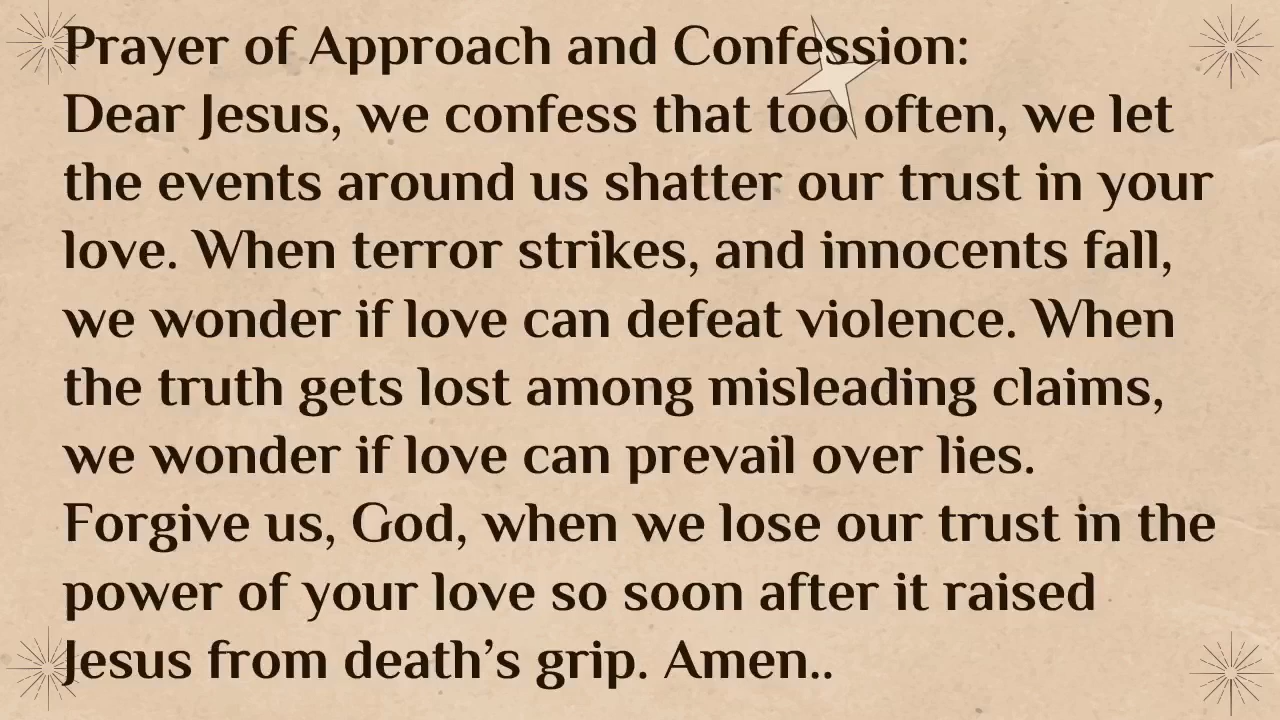 Prayer of Approach and Confession:
Dear Jesus, we confess that too often, we let
the events around us shatter our trust in your
love. When terror strikes, and innocents fall,
we wonder if love can defeat violence. When
the truth gets lost among misleading claims,
we wonder if love can prevail over lies.
Forgive us, God, when we lose our trust in the
power of your love so soon after it raised
Jesus from death’s grip. Amen..